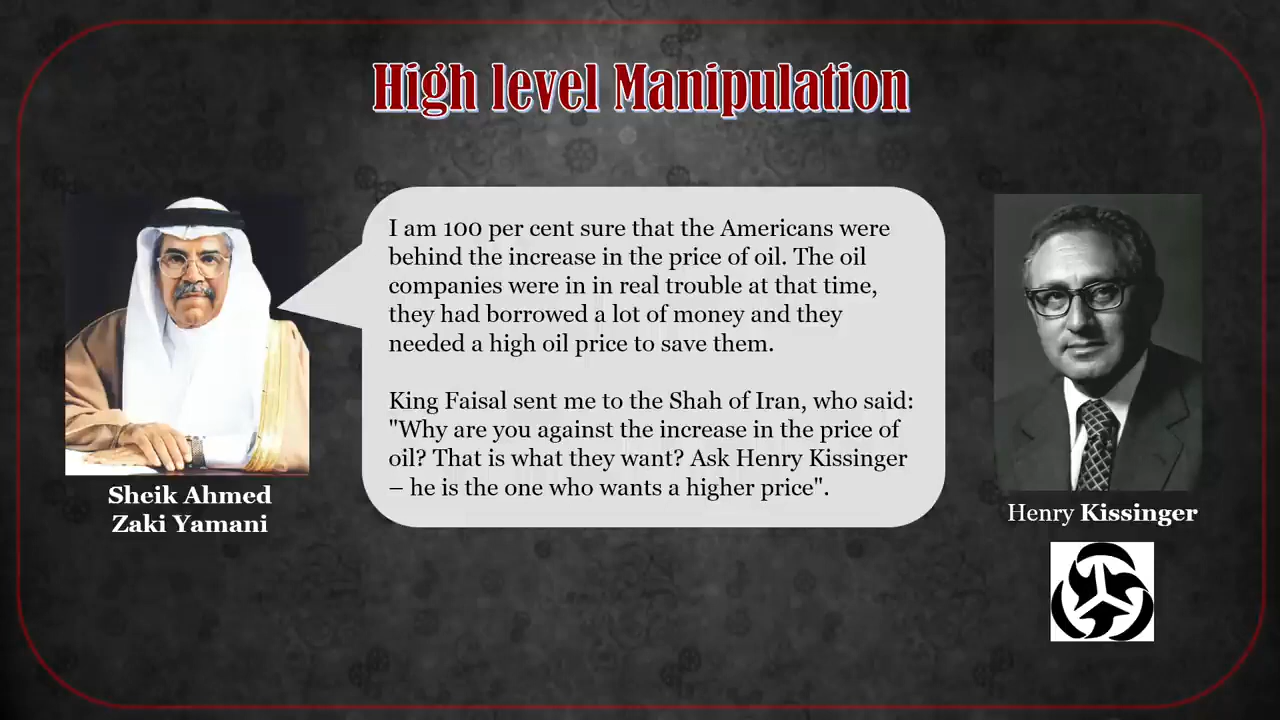 High level Manipulation
I am 100 per cent sure that the Americans were
behind the increase in the price of oil. The oil
companies were in in real trouble at that time,
they had borrowed a lot of money and they
needed a high oil price to save them.
King Faisal sent me to the Shah of Iran, who said:
"Why are you against the increase in the price of
oil? That is what they want? Ask Henry Kissinger
– he is the one who wants a higher price".
Sheik Ahmed
Zaki Yamani
Henry Kissinger